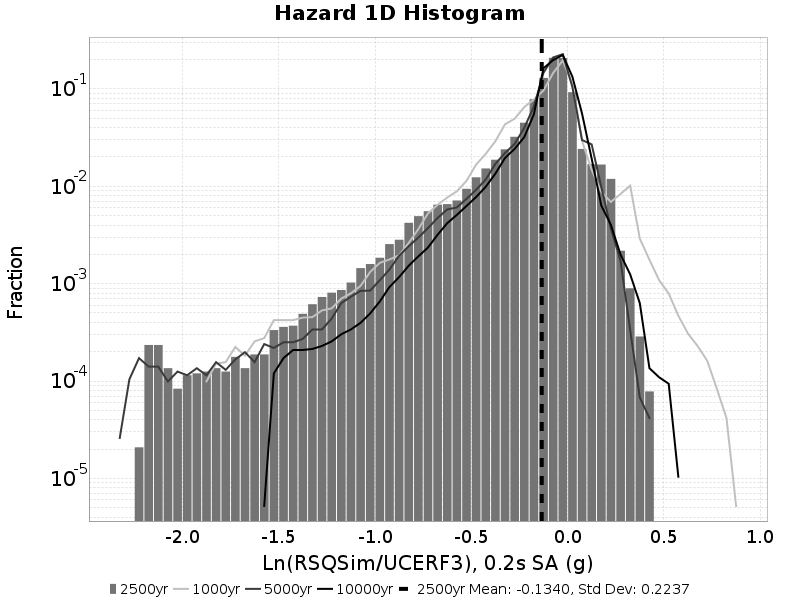 Hazard 1D Histogram
Fraction
10-1
10-2
10-3
10-4
10-5
-2.0 -1.5 -1.0 -0.5 0.0 0.5 1.0
Ln(RSQSim/UCERF3), 0.2s SA (g)
2500yr 1000yr 5000yr 10000yr 2500yr Mean: -0.1340, Std Dev: 0.2237